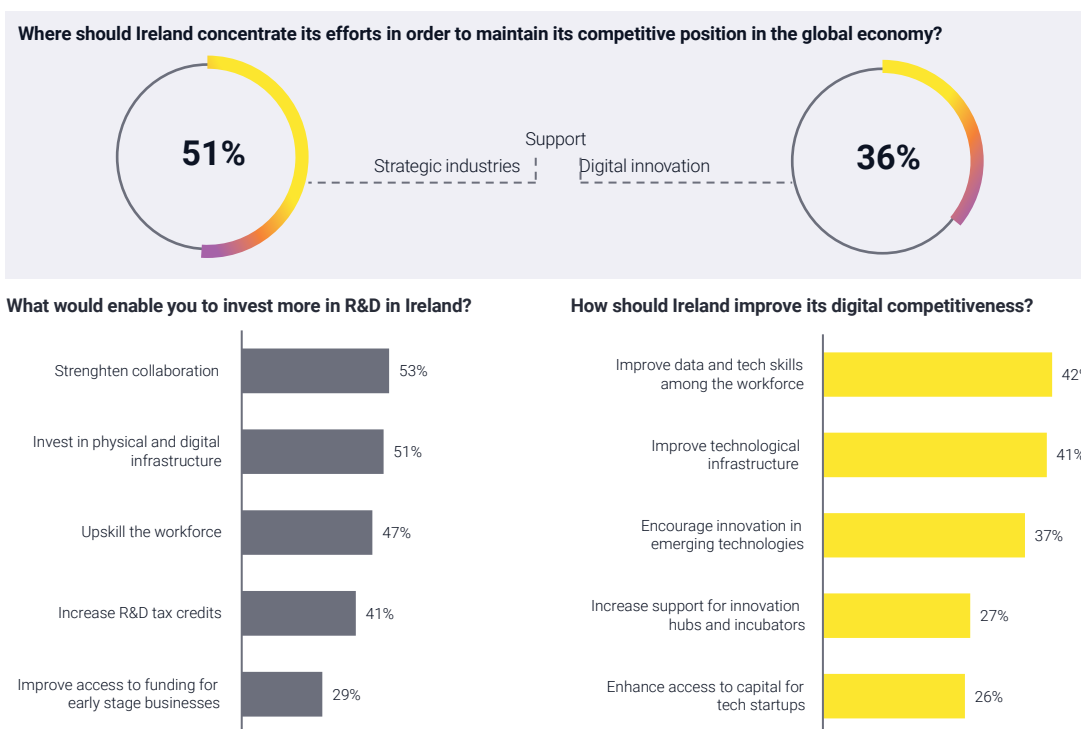 Where should Ireland concentrate its efforts in order to maintain its competitive position in the global economy?
51%
Support
Strategic industries
Digital innovation
36%
What would enable you to invest more in R&D in Ireland?
Strenghten collaboration
53%
Invest in physical and digital
infrastructure
51%
Upskill the workforce
47%
Increase R&D tax credits
41%
Improve access to funding for
early stage businesses
29%
How should Ireland improve its digital competitiveness?
Improve data and tech skills
among the workforce
42%
Improve technological
infrastructure
41%
Encourage innovation in
emerging technologies
37%
Increase support for innovation
hubs and incubators
27%
Enhance access to capital for
tech startups
26%